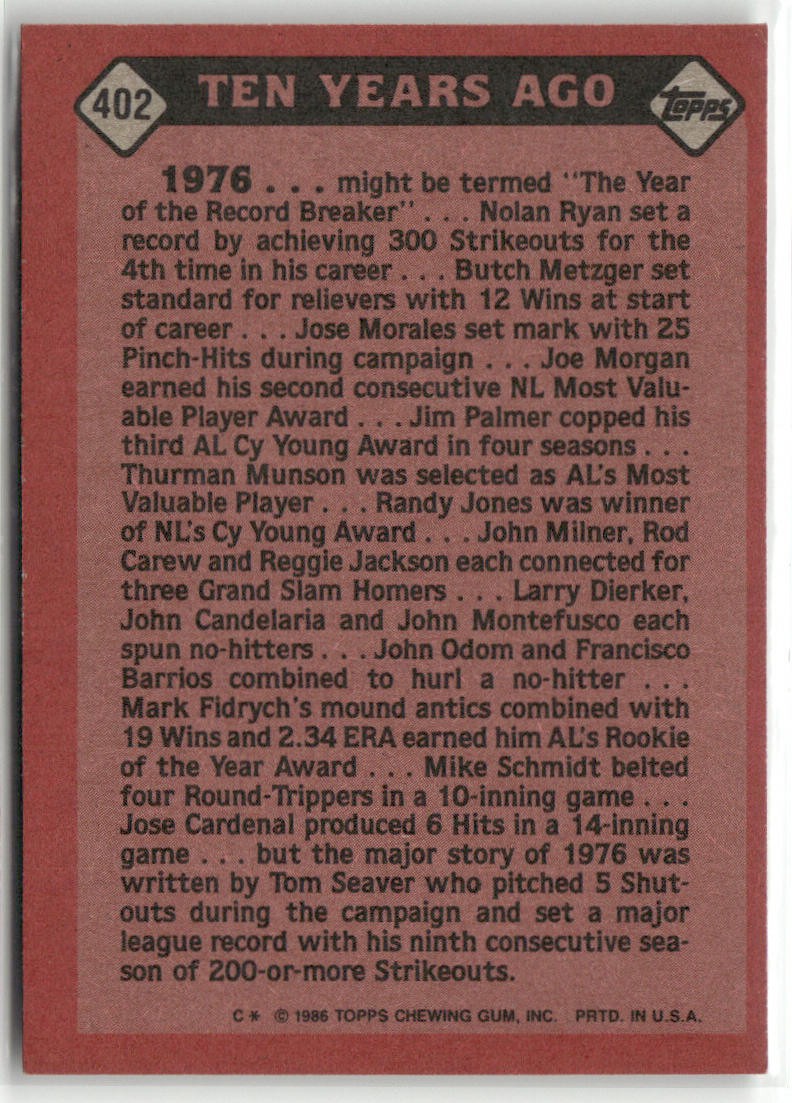 402 TEN YEARS AGO TOPPS
1976 . . . might be termed "The Year
of the Record Breaker" . . . Nolan Ryan set a
record by achieving 300 Strikeouts for the
4th time in his career . . . Butch Metzger set
standard for relievers with 12 Wins at start
of career . . . Jose Morales set mark with 25
Pinch-Hits during campaign . . . Joe Morgan
earned his second consecutive NL Most Valu-
able Player Award . . . Jim Palmer copped his
third AL Cy Young Award in four seasons . . .
Thurman Munson was selected as AL's Most
Valuable Player . . . Randy Jones was winner
of NL's Cy Young Award . . . John Milner, Rod
Carew and Reggie Jackson each connected for
three Grand Slam Homers . . . Larry Dierker,
John Candelaria and John Montefusco each
spun no-hitters . . . John Odom and Francisco
Barrios combined to hurl a no-hitter . . .
Mark Fidrych's mound antics combined with
19 Wins and 2.34 ERA earned him AL's Rookie
of the Year Award . . . Mike Schmidt belted
four Round-Trippers in a 10-inning game . . .
Jose Cardenal produced 6 Hits in a 14-inning
game . . . but the major story of 1976 was
written by Tom Seaver who pitched 5 Shut-
outs during the campaign and set a major
league record with his ninth consecutive sea-
son of 200-or-more Strikeouts.
C* © 1986 TOPPS CHEWING GUM, INC. PRTD. IN U.S.A.